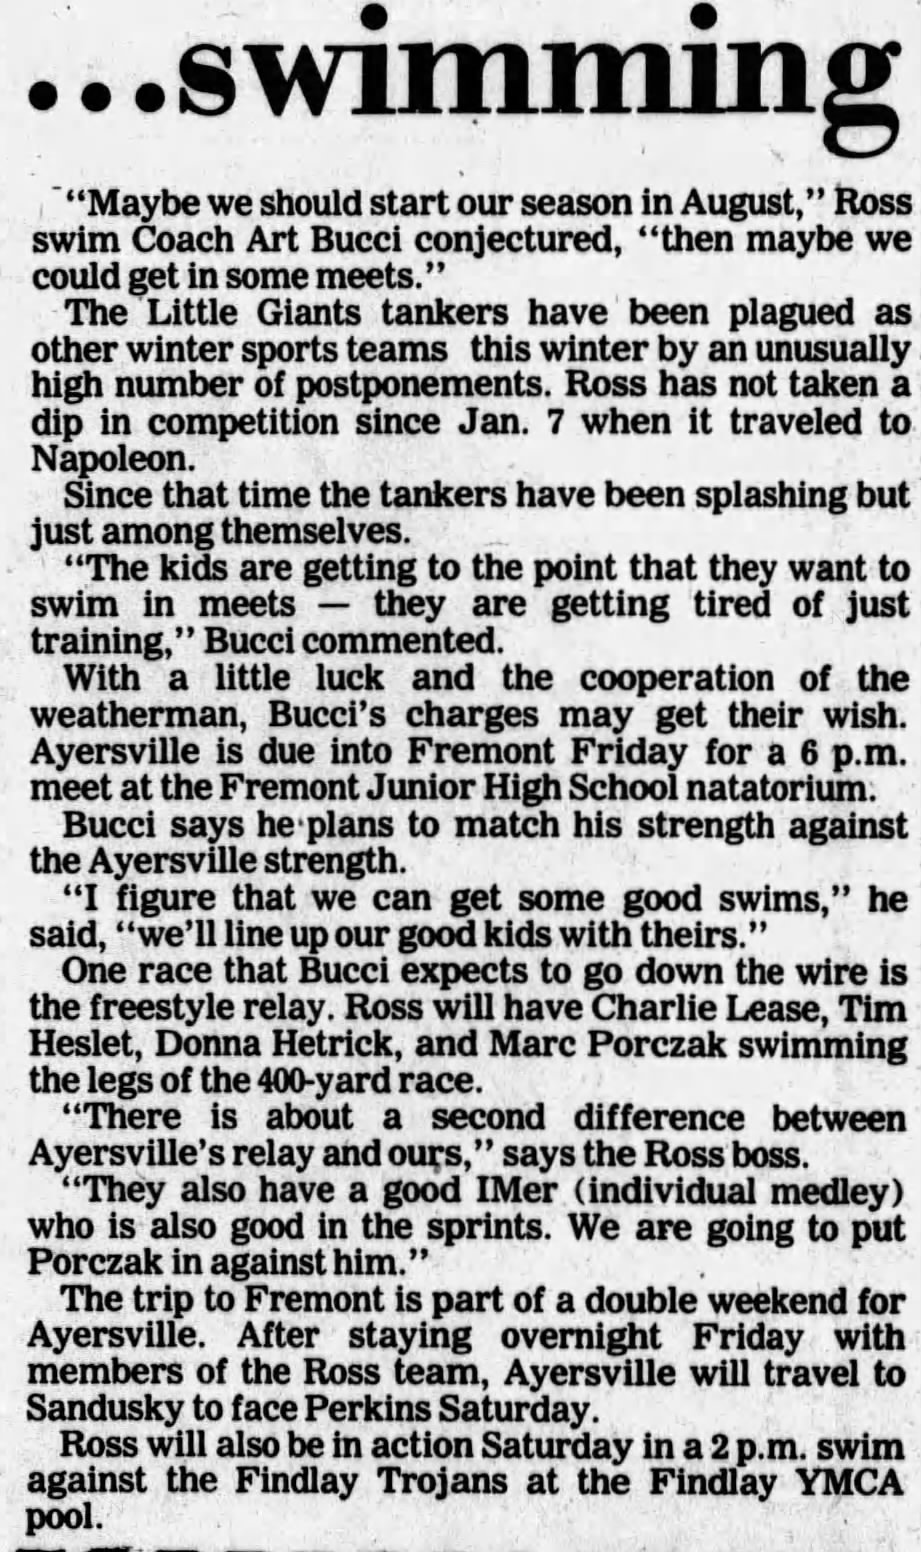 ...swimming
"Maybe we should start our season in August," Ross
swim Coach Art Bucci conjectured, "then maybe we
could get in some meets."
The Little Giants tankers have been plagued as
other winter sports teams this winter by an unusually
high number of postponements. Ross has not taken a
dip in competition since Jan. 7 when it traveled to
Napoleon.
Since that time the tankers have been splashing but
just among themselves.
"The kids are getting to the point that they want to
swim in meets — they are getting tired of just
training," Bucci commented.
With a little luck and the cooperation of the
weatherman, Bucci's charges may get their wish.
Ayersville is due into Fremont Friday for a 6 p.m.
meet at the Fremont Junior High School natatorium.
Bucci says he plans to match his strength against
the Ayersville strength.
"I figure that we can get some good swims," he
said, "we'll line up our good kids with theirs."
One race that Bucci expects to go down the wire is
the freestyle relay. Ross will have Charlie Lease, Tim
Heslet, Donna Hetrick, and Marc Porczak swimming
the legs of the 400-yard race.
"There is about a second difference between
Ayersville's relay and ours," says the Ross boss.
"They also have a good IMer (individual medley)
who is also good in the sprints. We are going to put
Porczak in against him."
The trip to Fremont is part of a double weekend for
Ayersville. After staying overnight Friday with
members of the Ross team, Ayersville will travel to
Sandusky to face Perkins Saturday.
Ross will also be in action Saturday in a 2 p.m. swim
against the Findlay Trojans at the Findlay YMCA
pool.